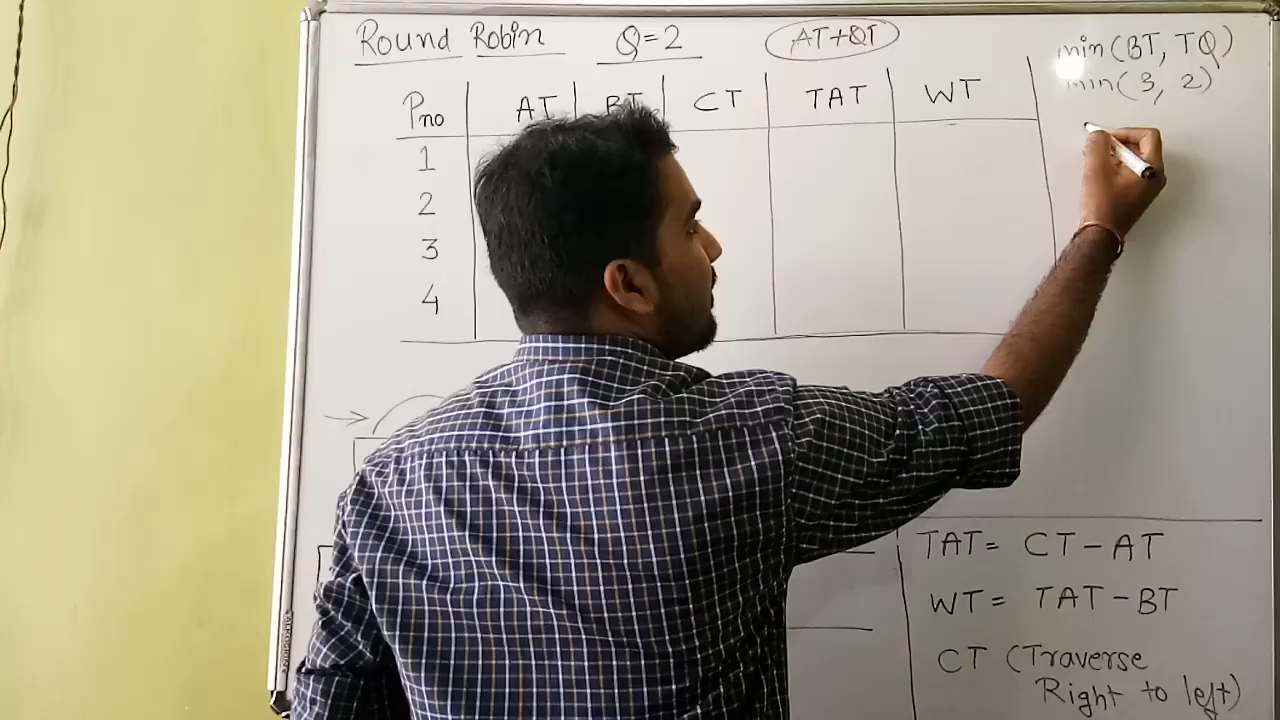 Round Robin Q=2 AT+QT
min(BT, TQ)
min(3, 2)
Pno AT BT CT TAT WT
1
2
3
4
TAT= CT-AT
WT= TAT-BT
CT (Traverse
Right to left)